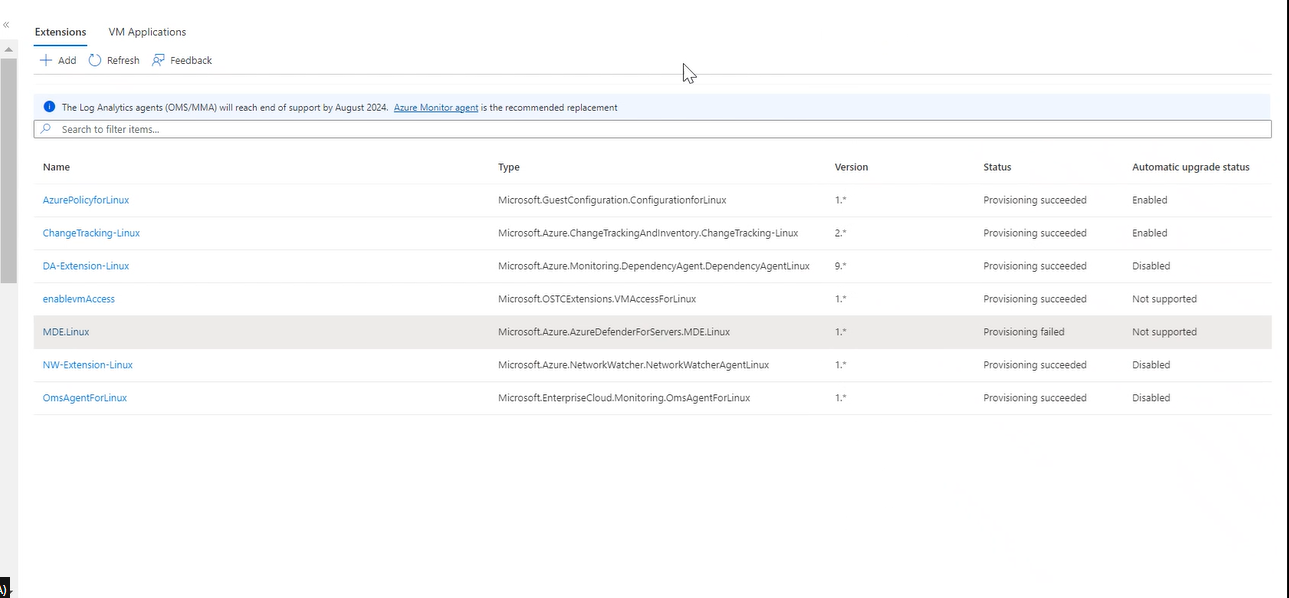 «
Extensions VM Applications
Add Refresh Feedback
The Log Analytics agents (OMS/MMA) will reach end of support by August 2024. Azure Monitor agent is the recommended replacement
Search to filter items...
Name Type Version Status Automatic upgrade status
AzurePolicyforLinux Microsoft.GuestConfiguration.ConfigurationforLinux 1.* Provisioning succeeded Enabled
ChangeTracking-Linux Microsoft.Azure.ChangeTrackingAndInventory.ChangeTracking-Linux 2.* Provisioning succeeded Enabled
DA-Extension-Linux Microsoft.Azure.Monitoring.DependencyAgent.DependencyAgentLinux 9.* Provisioning succeeded Disabled
enablevmAccess Microsoft.OSTCExtensions.VMAccessForLinux 1.* Provisioning succeeded Not supported
MDE.Linux Microsoft.Azure.AzureDefenderForServers.MDE.Linux 1.* Provisioning failed Not supported
NW-Extension-Linux Microsoft.Azure.NetworkWatcher.NetworkWatcherAgentLinux 1.* Provisioning succeeded Disabled
OmsAgentForLinux Microsoft.EnterpriseCloud.Monitoring.OmsAgentForLinux 1.* Provisioning succeeded Disabled